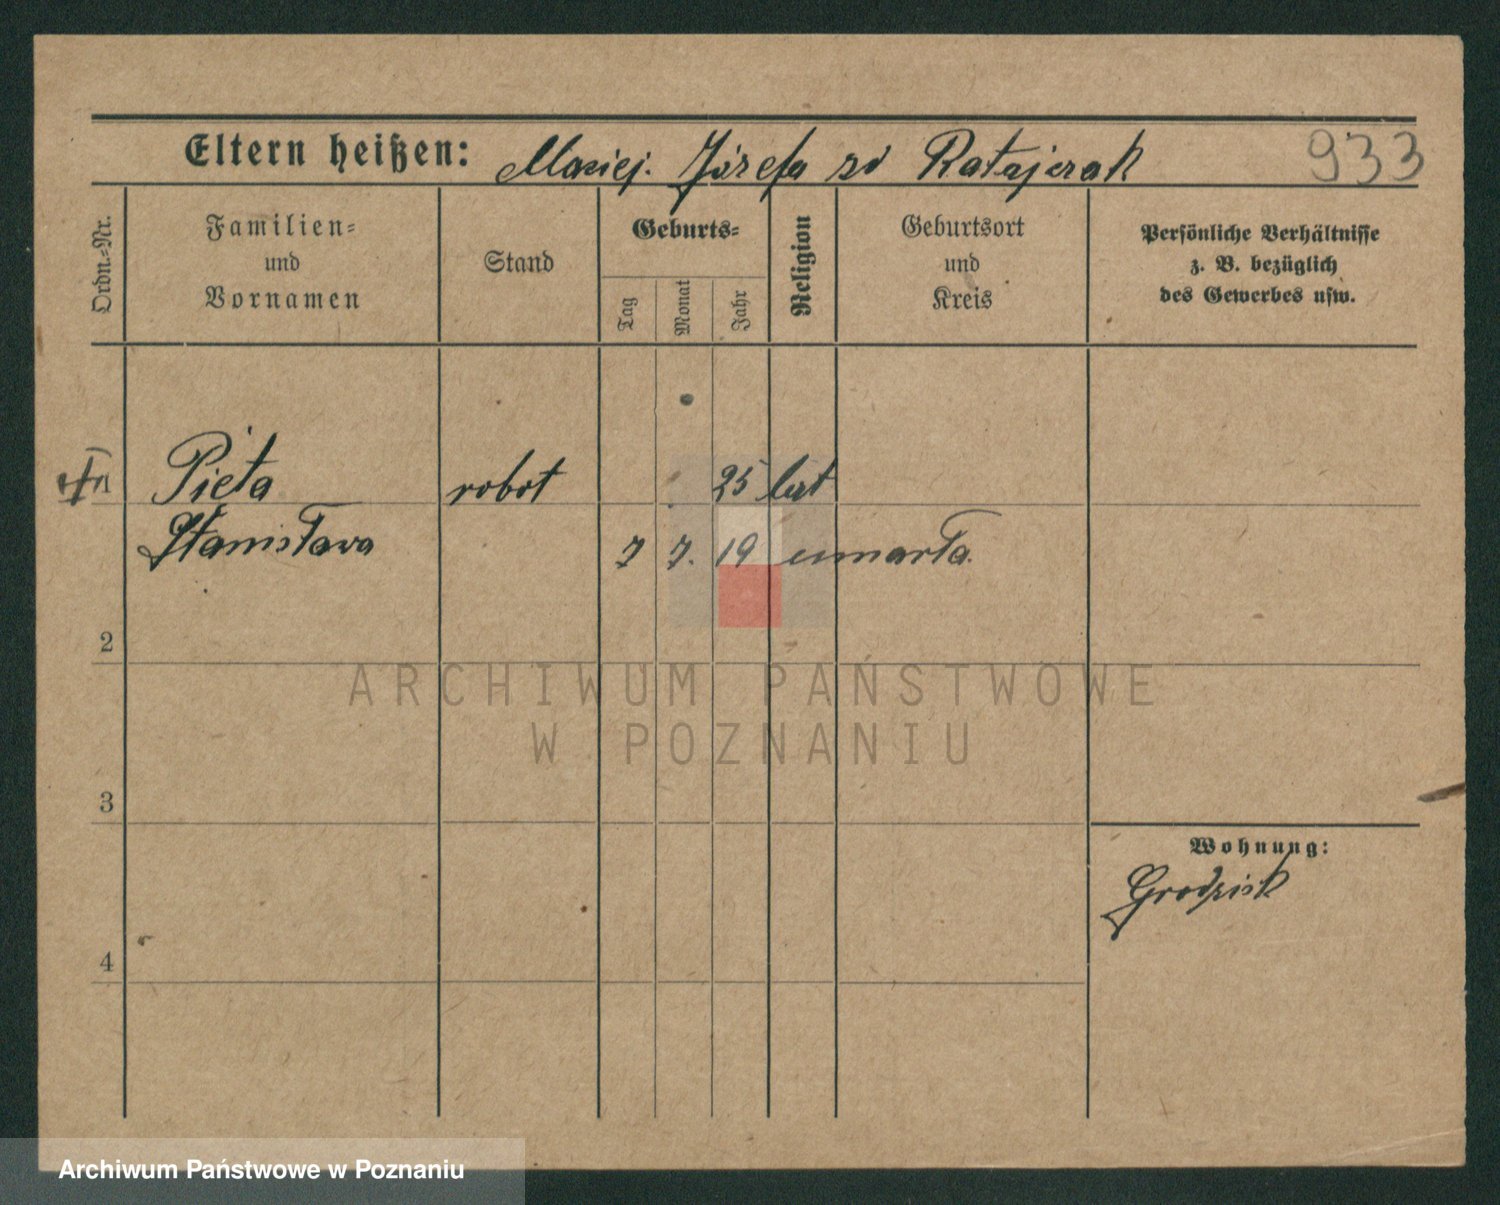 Eltern heißen: Maciej. Józefa zd Ratajczak 933
Ordn.-Nr.
Familien-
und
Vornamen
Stand
Geburts-
Tag
Monat
Jahr
Religion
Geburtsort
und
Kreis
Persönliche Verhältnisse
z. B. bezüglich
des Gewerbes usw.
1 Pieta robot 25 lat
Stanisława 7 7. 19 umarła.
2
3
4
Wohnung:
Grodzisk
ARCHIWUM PAŃSTWOWE
W POZNANIU
Archiwum Państwowe w Poznaniu